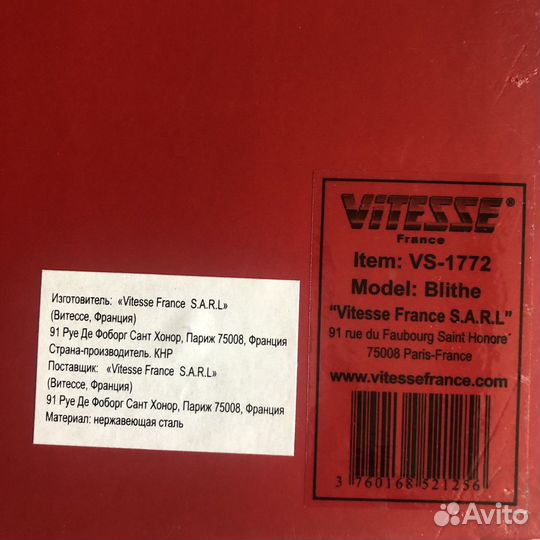 Изготовитель: «Vitesse France S.A.R.L»
(Витессе, Франция)
91 Руе Де Фоборг Сант Хонор, Париж 75008, Франция
Страна-производитель. КНР
Поставщик: «Vitesse France S.A.R.L»
(Витессе, Франция)
91 Руе Де Фоборг Сант Хонор, Париж 75008, Франция
Материал: нержавеющая сталь
ViTESSE®
France
Item: VS-1772
Model: Blithe
“Vitesse France S.A.R.L”
91 rue du Faubourg Saint Honore
75008 Paris-France
www.vitessefrance.com
3 760168 521256
Avito